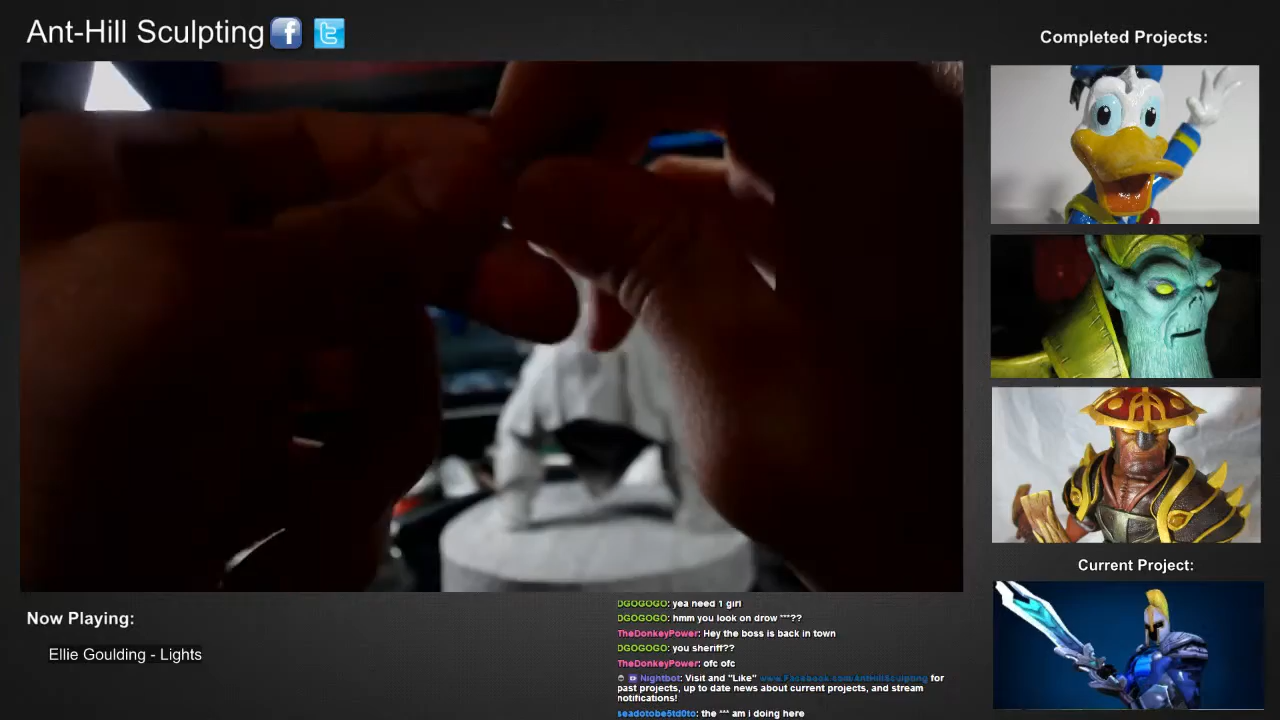 Ant-Hill Sculpting
Completed Projects:
Current Project:
Now Playing:
Ellie Goulding - Lights
DGOGOGO: yea need 1 girl
DGOGOGO: hmm you look on drow ***??
TheDonkeyPower: Hey the boss is back in town
DGOGOGO: you sheriff??
TheDonkeyPower: ofc ofc
Nightbot: Visit and "Like" www.Facebook.com/AntHillSculpting for
past projects, up to date news about current projects, and stream
notifications!
seadotobe5td0to: the *** am i doing here